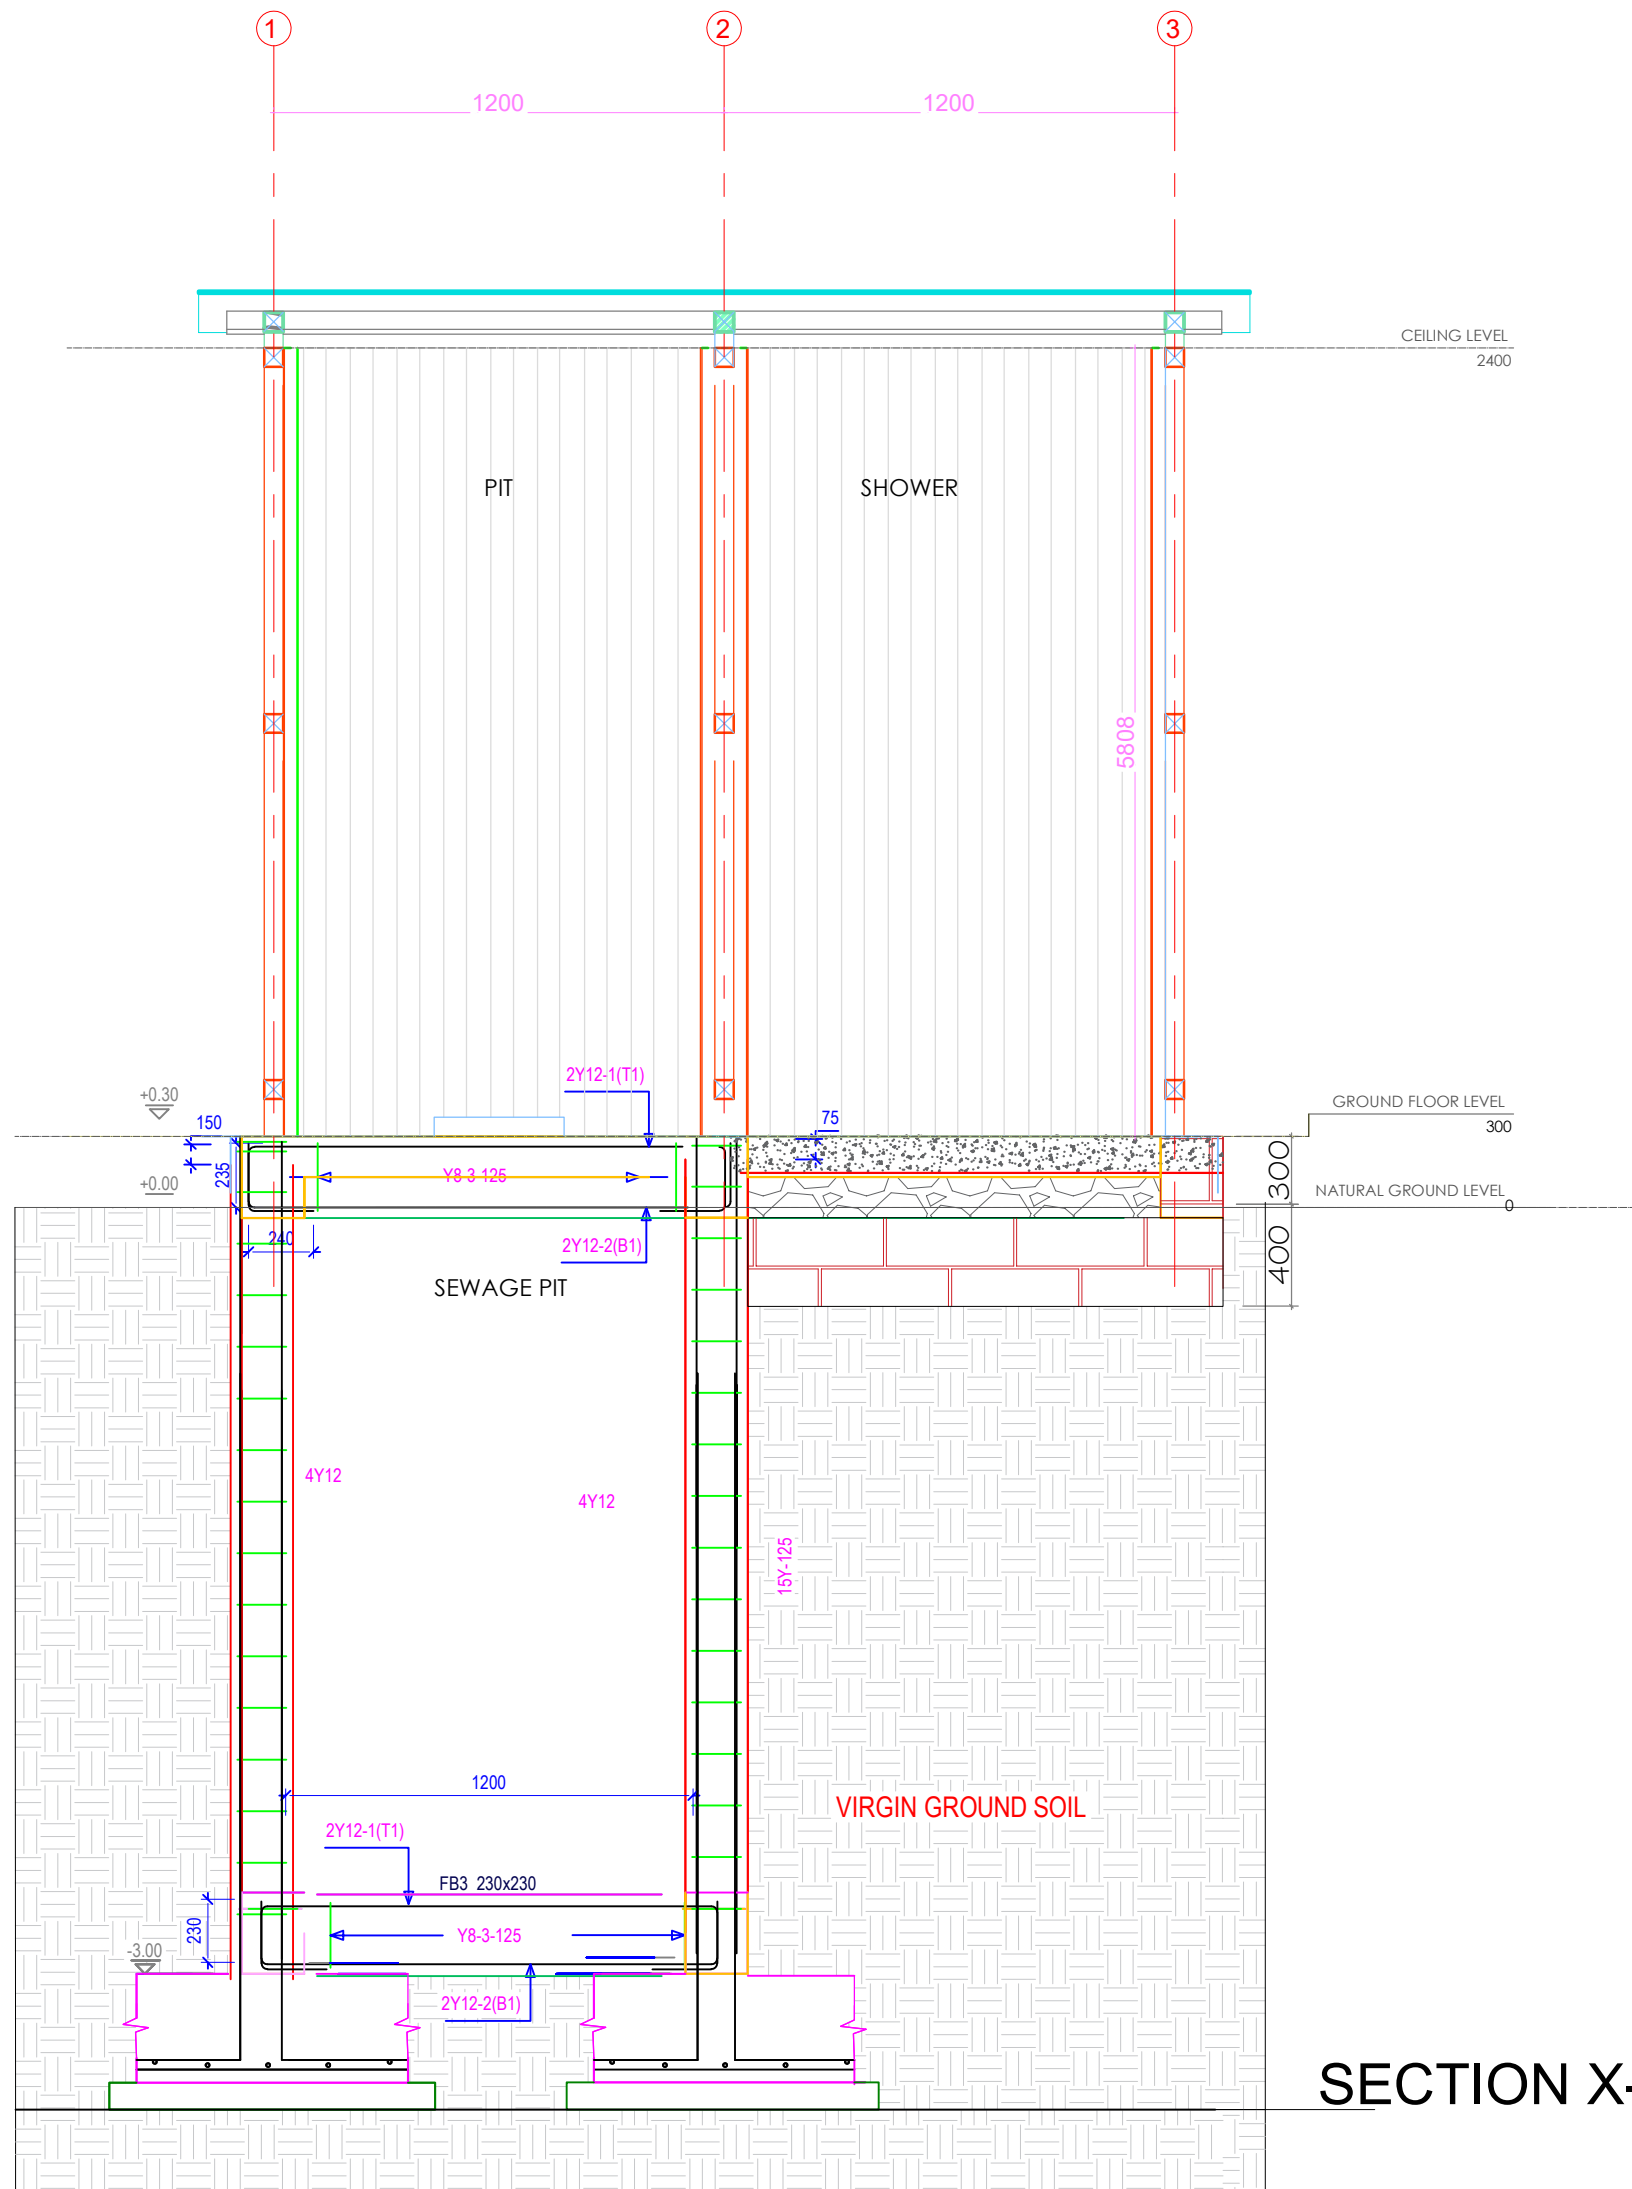 1
2
3
1200
1200
CEILING LEVEL
2400
PIT
SHOWER
5808
2Y12-1(T1)
+0.30
GROUND FLOOR LEVEL
300
150
75
235
Y8-3-125
300
+0.00
NATURAL GROUND LEVEL
0
240
2Y12-2(B1)
400
SEWAGE PIT
4Y12
4Y12
15Y-125
1200
VIRGIN GROUND SOIL
2Y12-1(T1)
FB3 230x230
230
Y8-3-125
-3.00
2Y12-2(B1)
SECTION X-